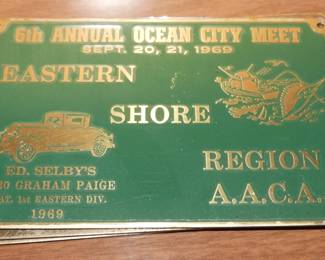 6th ANNUAL OCEAN CITY MEET
SEPT. 20, 21, 1969
EASTERN
SHORE
REGION
A.A.C.A.
ED. SELBY'S
30 GRAHAM PAIGE
1st EASTERN DIV.
1969